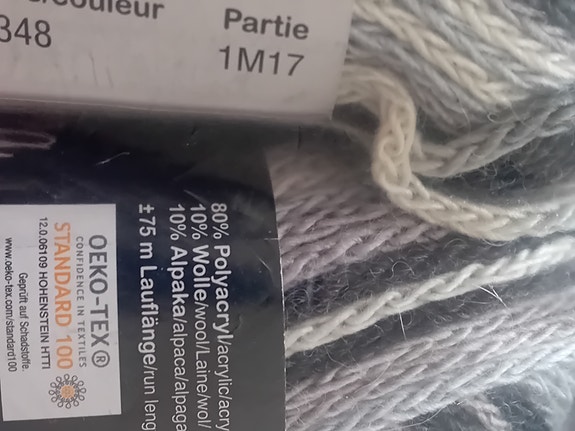 couleur
348
Partie
1M17
80% Polyacryl/acrylic/acry
10% Wolle/wool/Laine/wol/
10% Alpaka/alpaca/alpaga
±75 m Lauflänge/run leng
OEKO-TEX®
CONFIDENCE IN TEXTILES
STANDARD 100
12.0.06109 HOHENSTEIN HTTI
Geprüft auf Schadstoffe.
www.oeko-tex.com/standard100